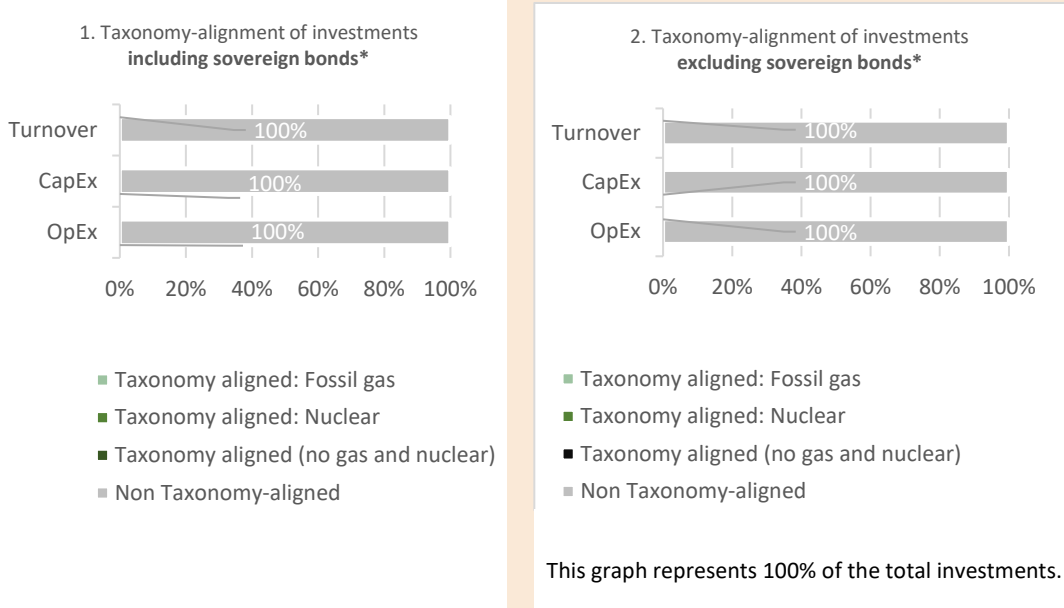 1. Taxonomy-alignment of investments
including sovereign bonds*
Turnover
100%
CapEx
100%
OpEx
100%
0% 20% 40% 60% 80% 100%
Taxonomy aligned: Fossil gas
Taxonomy aligned: Nuclear
Taxonomy aligned (no gas and nuclear)
Non Taxonomy-aligned
2. Taxonomy-alignment of investments
excluding sovereign bonds*
Turnover
100%
CapEx
100%
OpEx
100%
0% 20% 40% 60% 80% 100%
Taxonomy aligned: Fossil gas
Taxonomy aligned: Nuclear
Taxonomy aligned (no gas and nuclear)
Non Taxonomy-aligned
This graph represents 100% of the total investments.